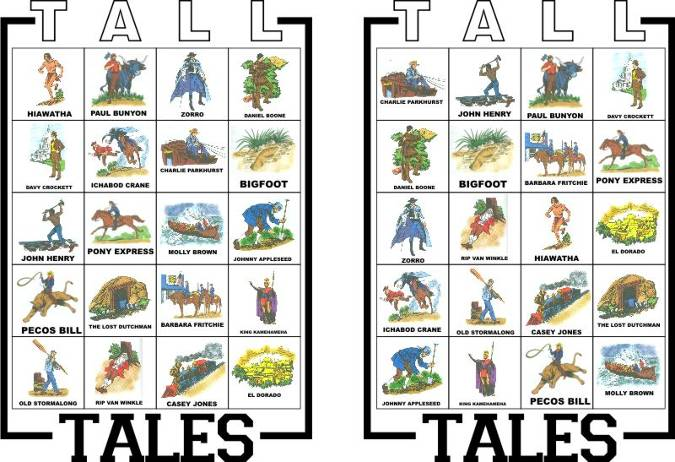 TALL
HIAWATHA PAUL BUNYON ZORRO DANIEL BOONE
DAVY CROCKETT ICHABOD CRANE CHARLIE PARKHURST BIGFOOT
JOHN HENRY PONY EXPRESS MOLLY BROWN JOHNNY APPLESEED
PECOS BILL THE LOST DUTCHMAN BARBARA FRITCHIE KING KAMEHAMEHA
OLD STORMALONG RIP VAN WINKLE CASEY JONES EL DORADO
TALES
TALL
CHARLIE PARKHURST JOHN HENRY PAUL BUNYON DAVY CROCKETT
DANIEL BOONE BIGFOOT BARBARA FRITCHIE PONY EXPRESS
ZORRO RIP VAN WINKLE HIAWATHA EL DORADO
ICHABOD CRANE OLD STORMALONG CASEY JONES THE LOST DUTCHMAN
JOHNNY APPLESEED KING KAMEHAMEHA PECOS BILL MOLLY BROWN
TALES